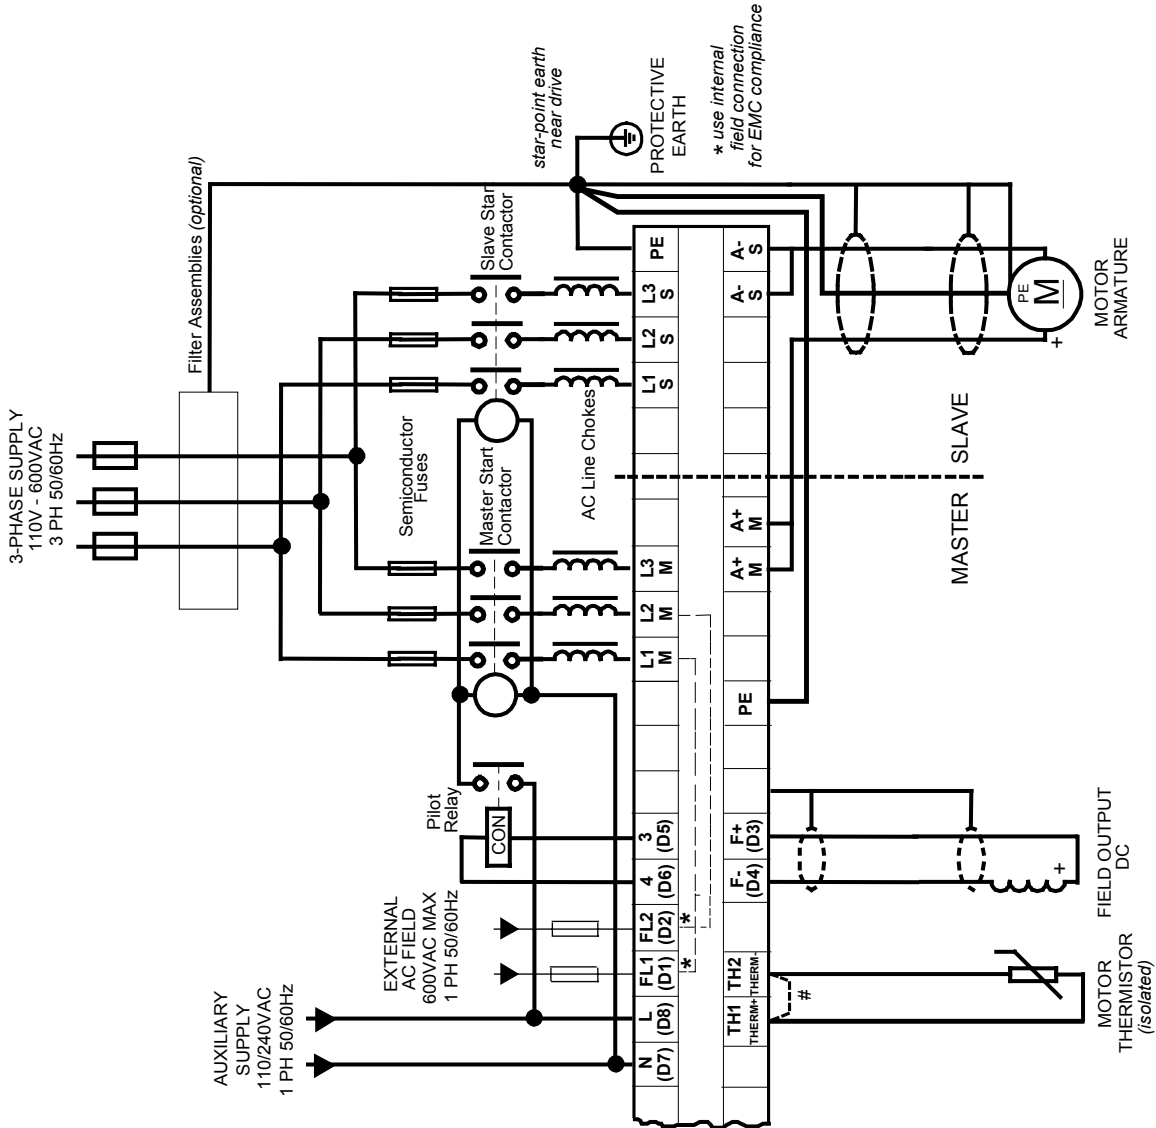 3-PHASE SUPPLY
110V - 600VAC
3 PH 50/60Hz
Filter Assemblies (optional)
star-point earth
near drive
PROTECTIVE
EARTH
* use internal
field connection
for EMC compliance
Slave Start
Contactor
Semiconductor
Fuses
Master Start
Contactor
AC Line Chokes
Pilot
Relay
CON
EXTERNAL
AC FIELD
600VAC MAX
1 PH 50/60Hz
AUXILIARY
SUPPLY
110/240VAC
1 PH 50/60Hz
N
(D7)
L
(D8)
FL1
(D1)
*
FL2
(D2)
*
4
(D6)
3
(D5)
L1
M
L2
M
L3
M
L1
S
L2
S
L3
S
PE
TH1
THERM+
TH2
THERM-
#
F-
(D4)
F+
(D3)
PE
A+
M
A+
M
A-
S
A-
S
MASTER
SLAVE
PE
M
+
MOTOR
ARMATURE
+
FIELD OUTPUT
DC
MOTOR
THERMISTOR
(isolated)